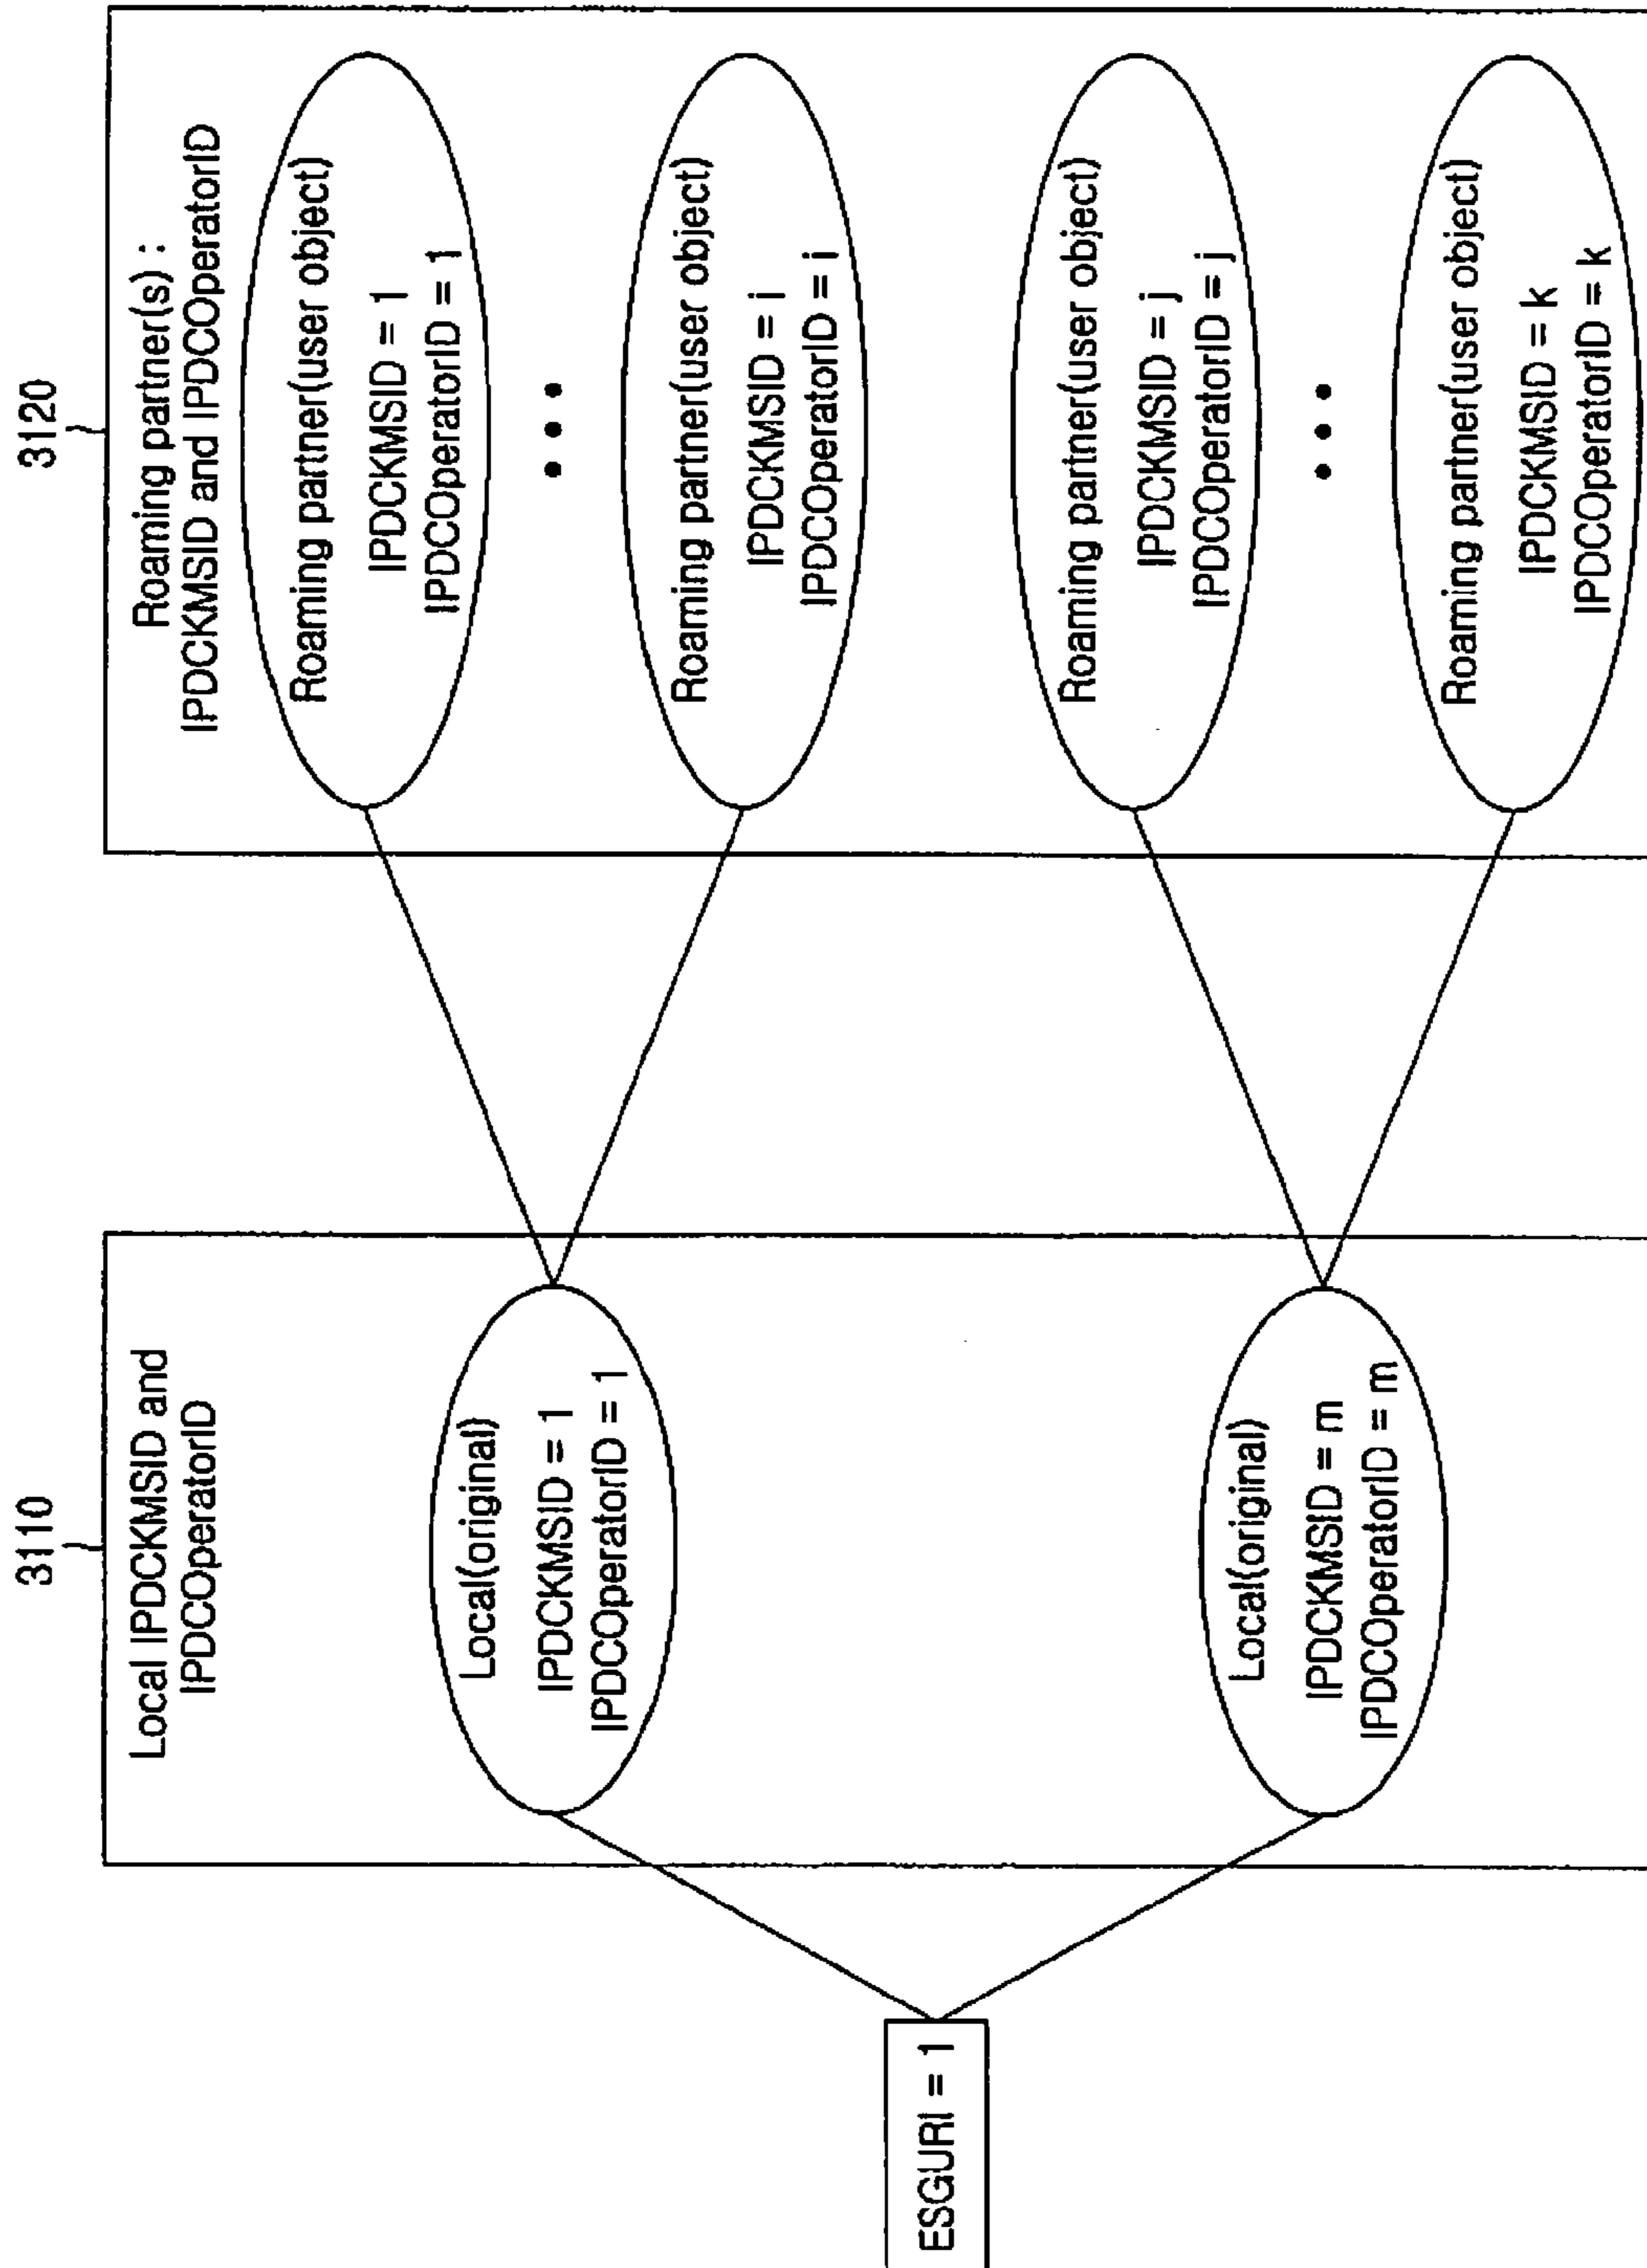 3110
Local IPDCKMSID and
IPDCOperatorID
3120
Roaming partner(s) :
IPDCKMSID and IPDCOperatorID
ESGURI = 1
Local(original)
IPDCKMSID = 1
IPDCOperatorID = 1
Local(original)
IPDCKMSID = m
IPDCOperatorID = m
Roaming partner(user object)
IPDCKMSID = 1
IPDCOperatorID = 1
Roaming partner(user object)
IPDCKMSID = i
IPDCOperatorID = i
Roaming partner(user object)
IPDCKMSID = j
IPDCOperatorID = j
Roaming partner(user object)
IPDCKMSID = k
IPDCOperatorID = k